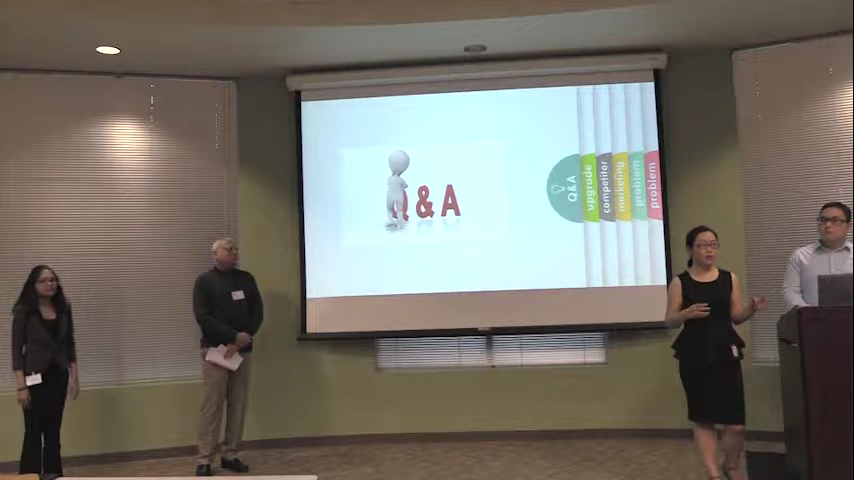 Q&A
Q&A
upgrade
competitor
marketing
problem
problem